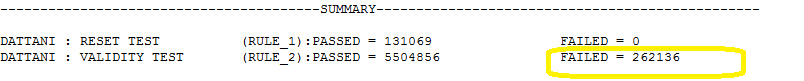 ----------------------------------------SUMMARY------------------------------------------------
DATTANI : RESET TEST (RULE_1):PASSED = 131069 FAILED = 0
DATTANI : VALIDITY TEST (RULE_2):PASSED = 5504856 FAILED = 262136